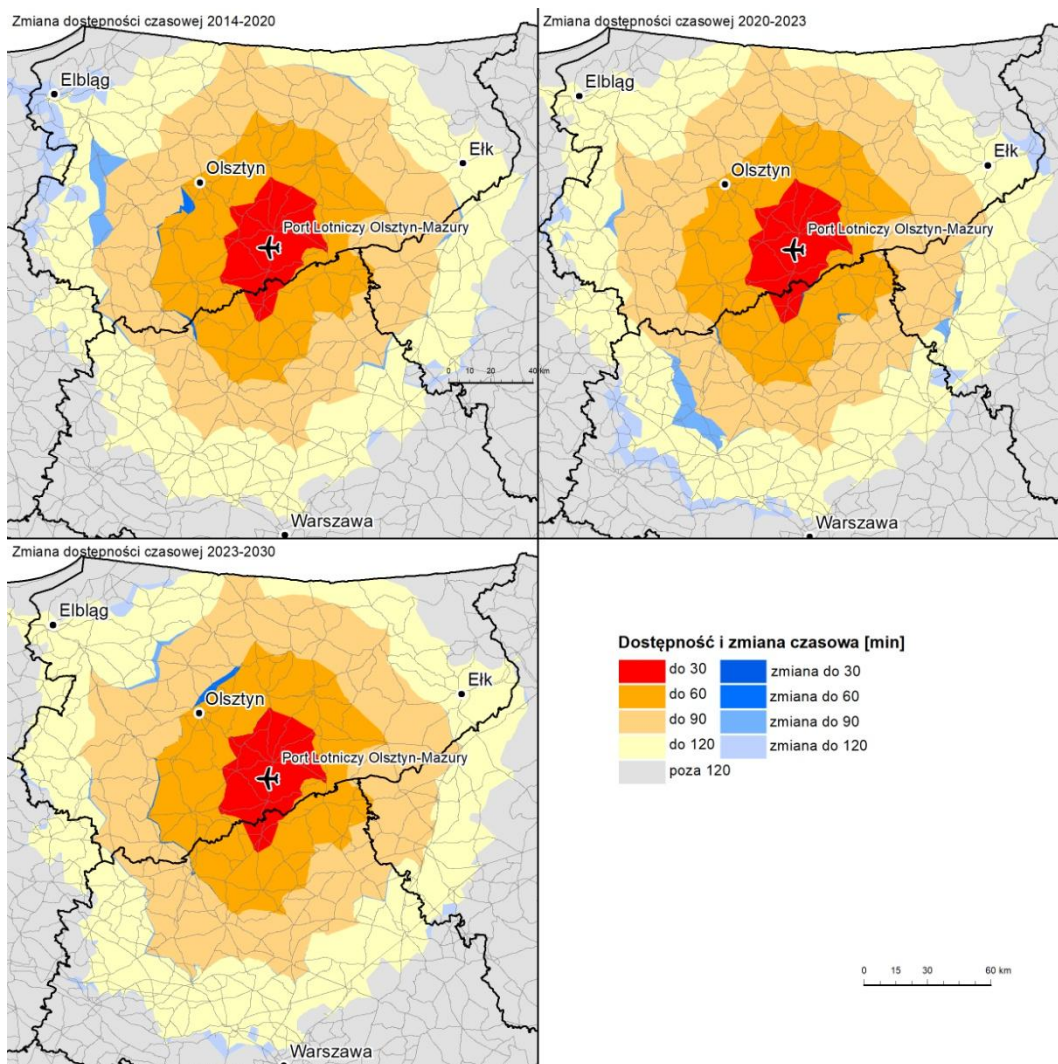 Zmiana dostępności czasowej 2014-2020
Elbląg
Olsztyn
Ełk
Port Lotniczy Olsztyn-Mazury
0 10 20 40 km
Warszawa
Zmiana dostępności czasowej 2020-2023
Elbląg
Olsztyn
Ełk
Port Lotniczy Olsztyn-Mazury
Warszawa
Zmiana dostępności czasowej 2023-2030
Elbląg
Olsztyn
Ełk
Port Lotniczy Olsztyn-Mazury
Warszawa
Dostępność i zmiana czasowa [min]
do 30 zmiana do 30
do 60 zmiana do 60
do 90 zmiana do 90
do 120 zmiana do 120
poza 120
0 15 30 60 km